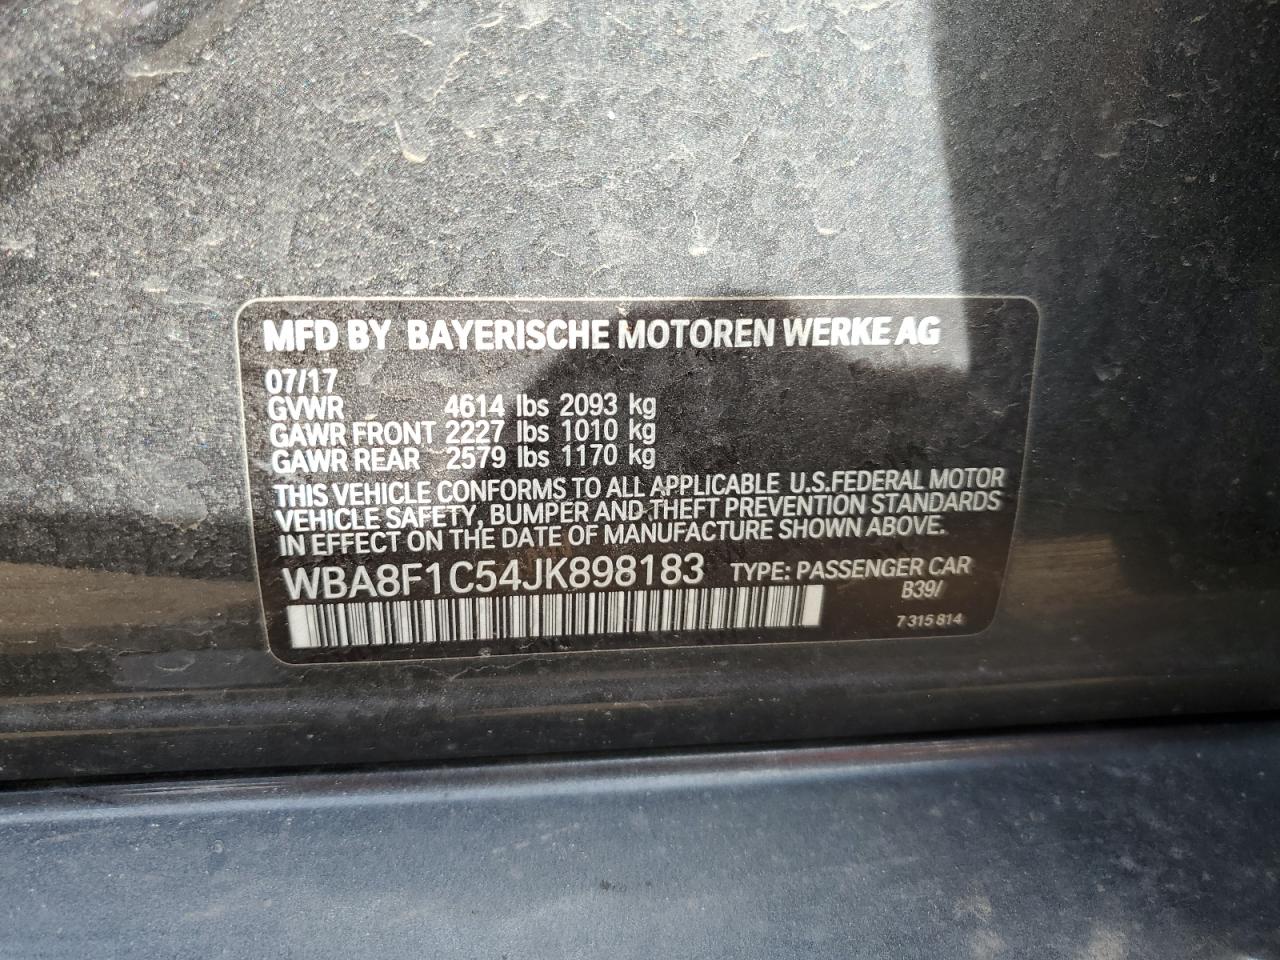 MFD BY BAYERISCHE MOTOREN WERKE AG
07/17
GVWR 4614 lbs 2093 kg
GAWR FRONT 2227 lbs 1010 kg
GAWR REAR 2579 lbs 1170 kg
THIS VEHICLE CONFORMS TO ALL APPLICABLE U.S.FEDERAL MOTOR
VEHICLE SAFETY, BUMPER AND THEFT PREVENTION STANDARDS
IN EFFECT ON THE DATE OF MANUFACTURE SHOWN ABOVE.
WBA8F1C54JK898183 TYPE: PASSENGER CAR
B39/
7 315 814